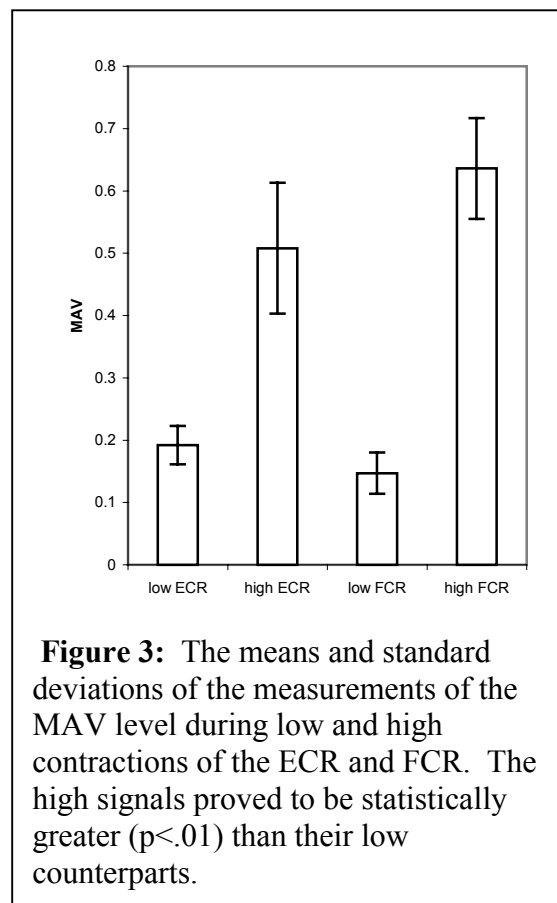 0.8
0.7
0.6
0.5
0.4
0.3
0.2
0.1
0
MAV
low ECR high ECR low FCR high FCR
Figure 3: The means and standard
deviations of the measurements of the
MAV level during low and high
contractions of the ECR and FCR. The
high signals proved to be statistically
greater (p<.01) than their low
counterparts.